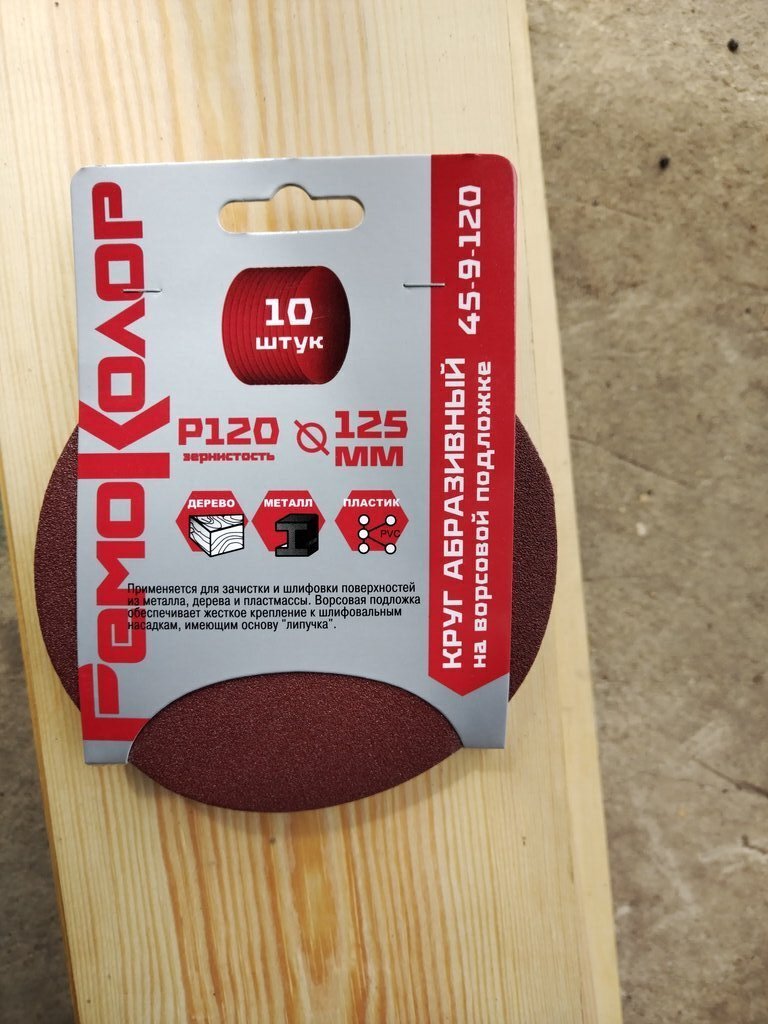 РемоКолор
10
штук
Р120
зернистость
125
ММ
ДЕРЕВО
МЕТАЛЛ
ПЛАСТИК
PVC
Применяется для зачистки и шлифовки поверхностей
из металла, дерева и пластмассы. Ворсовая подложка
обеспечивает жесткое крепление к шлифовальным
насадкам, имеющим основу "липучка".
КРУГ АБРАЗИВНЫЙ 45-9-120
на ворсовой подложке